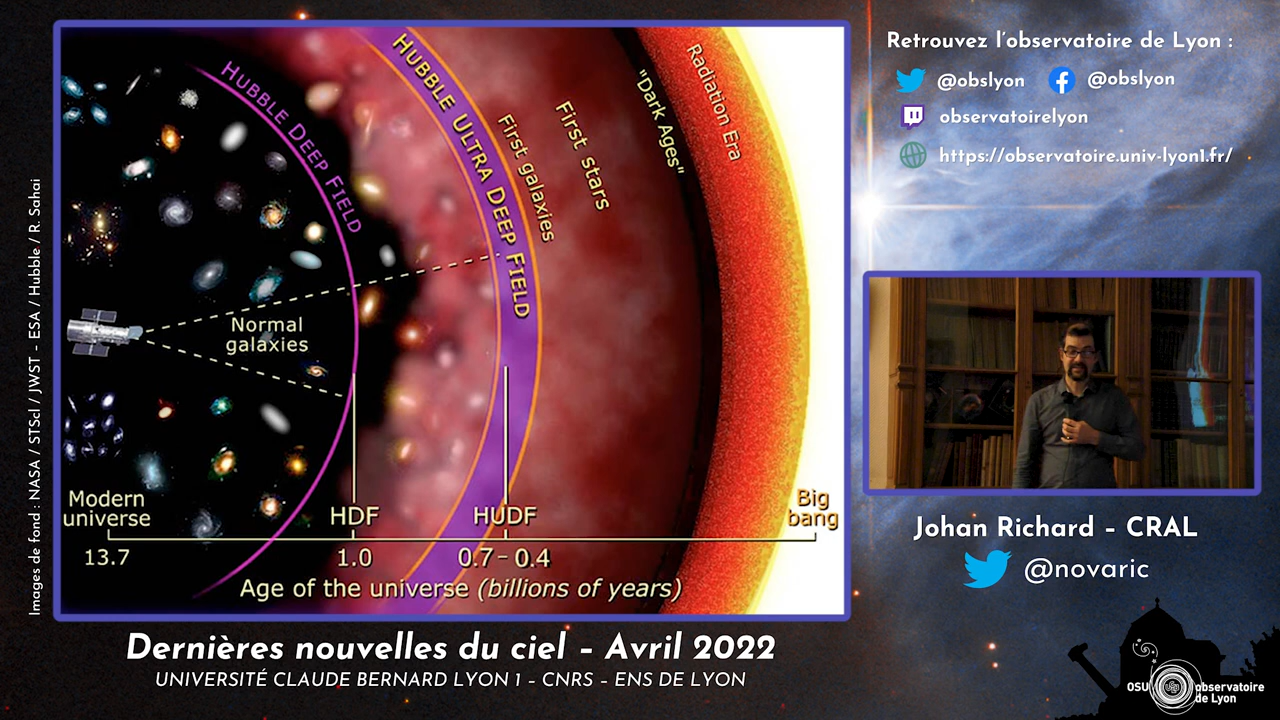 Images de fond : NASA / STScI / JWST - ESA / Hubble / R. Sahai
HUBBLE DEEP FIELD
HUBBLE ULTRA DEEP FIELD
First galaxies
First stars
"Dark Ages"
Radiation Era
Normal
galaxies
Modern
universe
HDF
HUDF
Big
bang
13.7
1.0
0.7 - 0.4
Age of the universe (billions of years)
Dernières nouvelles du ciel - Avril 2022
UNIVERSITÉ CLAUDE BERNARD LYON 1 - CNRS - ENS DE LYON
Retrouvez l'observatoire de Lyon :
@obslyon
@obslyon
observatoirelyon
https://observatoire.univ-lyon1.fr/
Johan Richard - CRAL
@novaric
OSU
observatoire
de Lyon